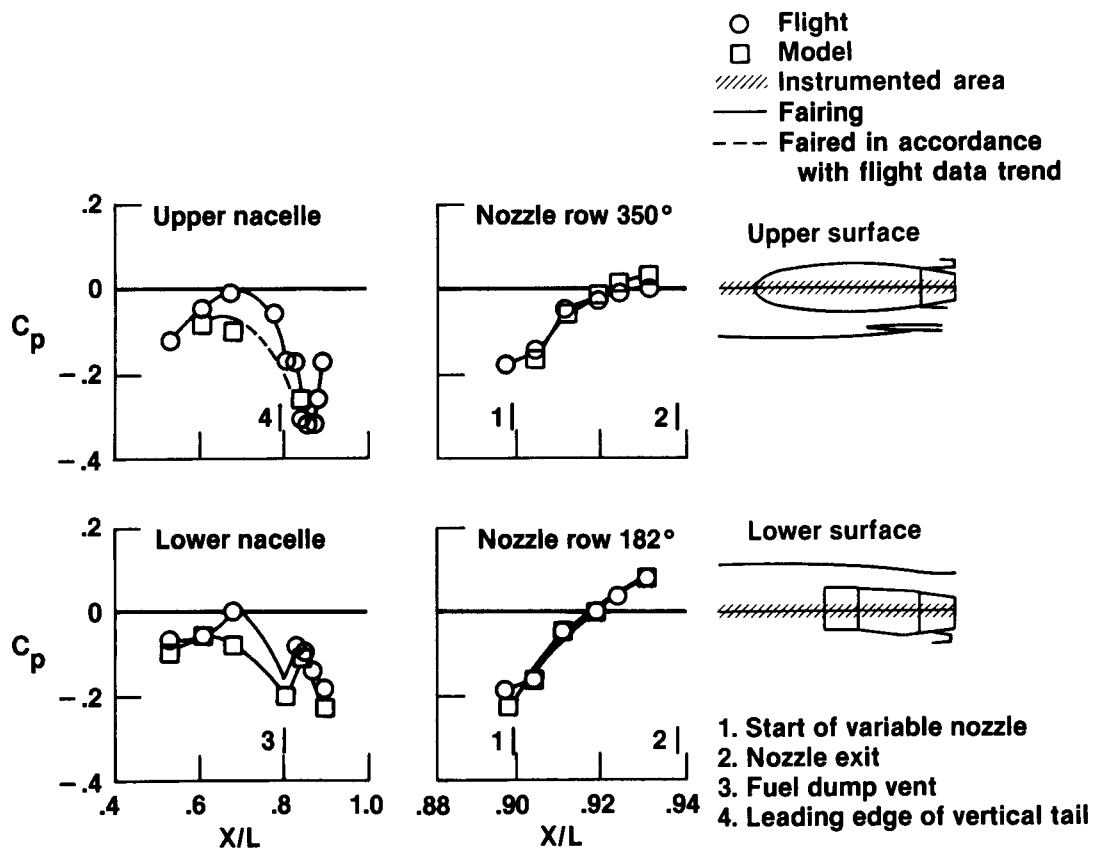 Flight
Model
Instrumented area
Fairing
Faired in accordance
with flight data trend
.2
Upper nacelle
Nozzle row 350°
Upper surface
0
Cp
-.2
4
1
2
-.4
.2
Lower nacelle
Nozzle row 182°
Lower surface
0
Cp
-.2
3
1
2
-.4
.4 .6 .8 1.0
.88 .90 .92 .94
X/L
X/L
1. Start of variable nozzle
2. Nozzle exit
3. Fuel dump vent
4. Leading edge of vertical tail